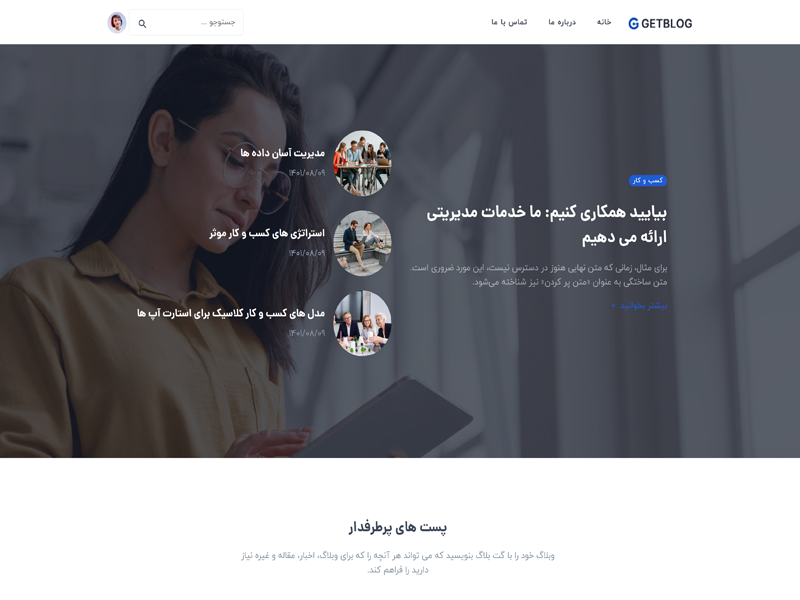 GETBLOG
خانه
درباره ما
تماس با ما
جستوجو ...
کسب و کار
بیایید همکاری کنیم: ما خدمات مدیریتی
ارائه می دهیم
برای مثال، زمانی که متن نهایی هنوز در دسترس نیست، این مورد ضروری است.
متن ساختگی به عنوان «متن پر کردن» نیز شناخته می‌شود.
بیشتر بخوانید
مدیریت آسان داده ها
۱۴۰۱/۰۸/۰۹
استراتژی های کسب و کار موثر
۱۴۰۱/۰۸/۰۹
مدل های کسب و کار کلاسیک برای استارت آپ ها
۱۴۰۱/۰۸/۰۹
پست های پرطرفدار
وبلاگ خود را با گت بلاگ بنویسید که می تواند هر آنچه را که برای وبلاگ، اخبار، مقاله و غیره نیاز
دارید را فراهم کند.